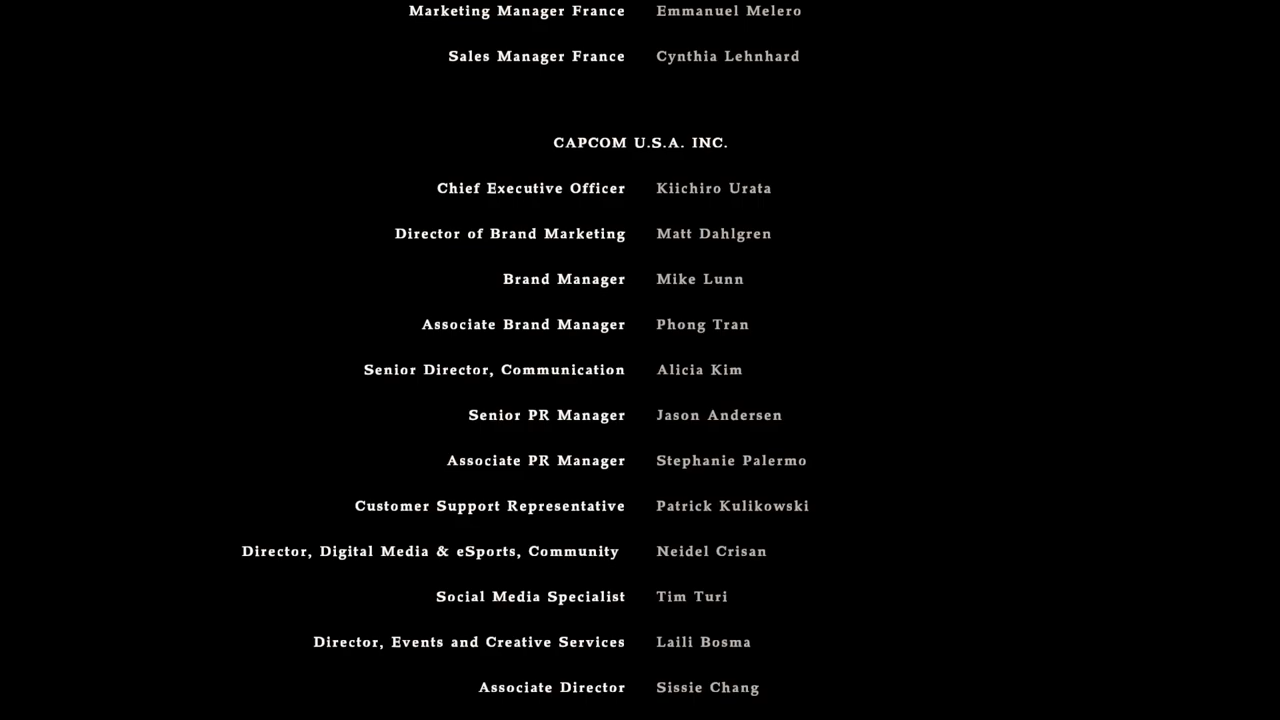 Marketing Manager France Emmanuel Melero
Sales Manager France Cynthia Lehnhard
CAPCOM U.S.A. INC.
Chief Executive Officer Kiichiro Urata
Director of Brand Marketing Matt Dahlgren
Brand Manager Mike Lunn
Associate Brand Manager Phong Tran
Senior Director, Communication Alicia Kim
Senior PR Manager Jason Andersen
Associate PR Manager Stephanie Palermo
Customer Support Representative Patrick Kulikowski
Director, Digital Media & eSports, Community Neidel Crisan
Social Media Specialist Tim Turi
Director, Events and Creative Services Laili Bosma
Associate Director Sissie Chang